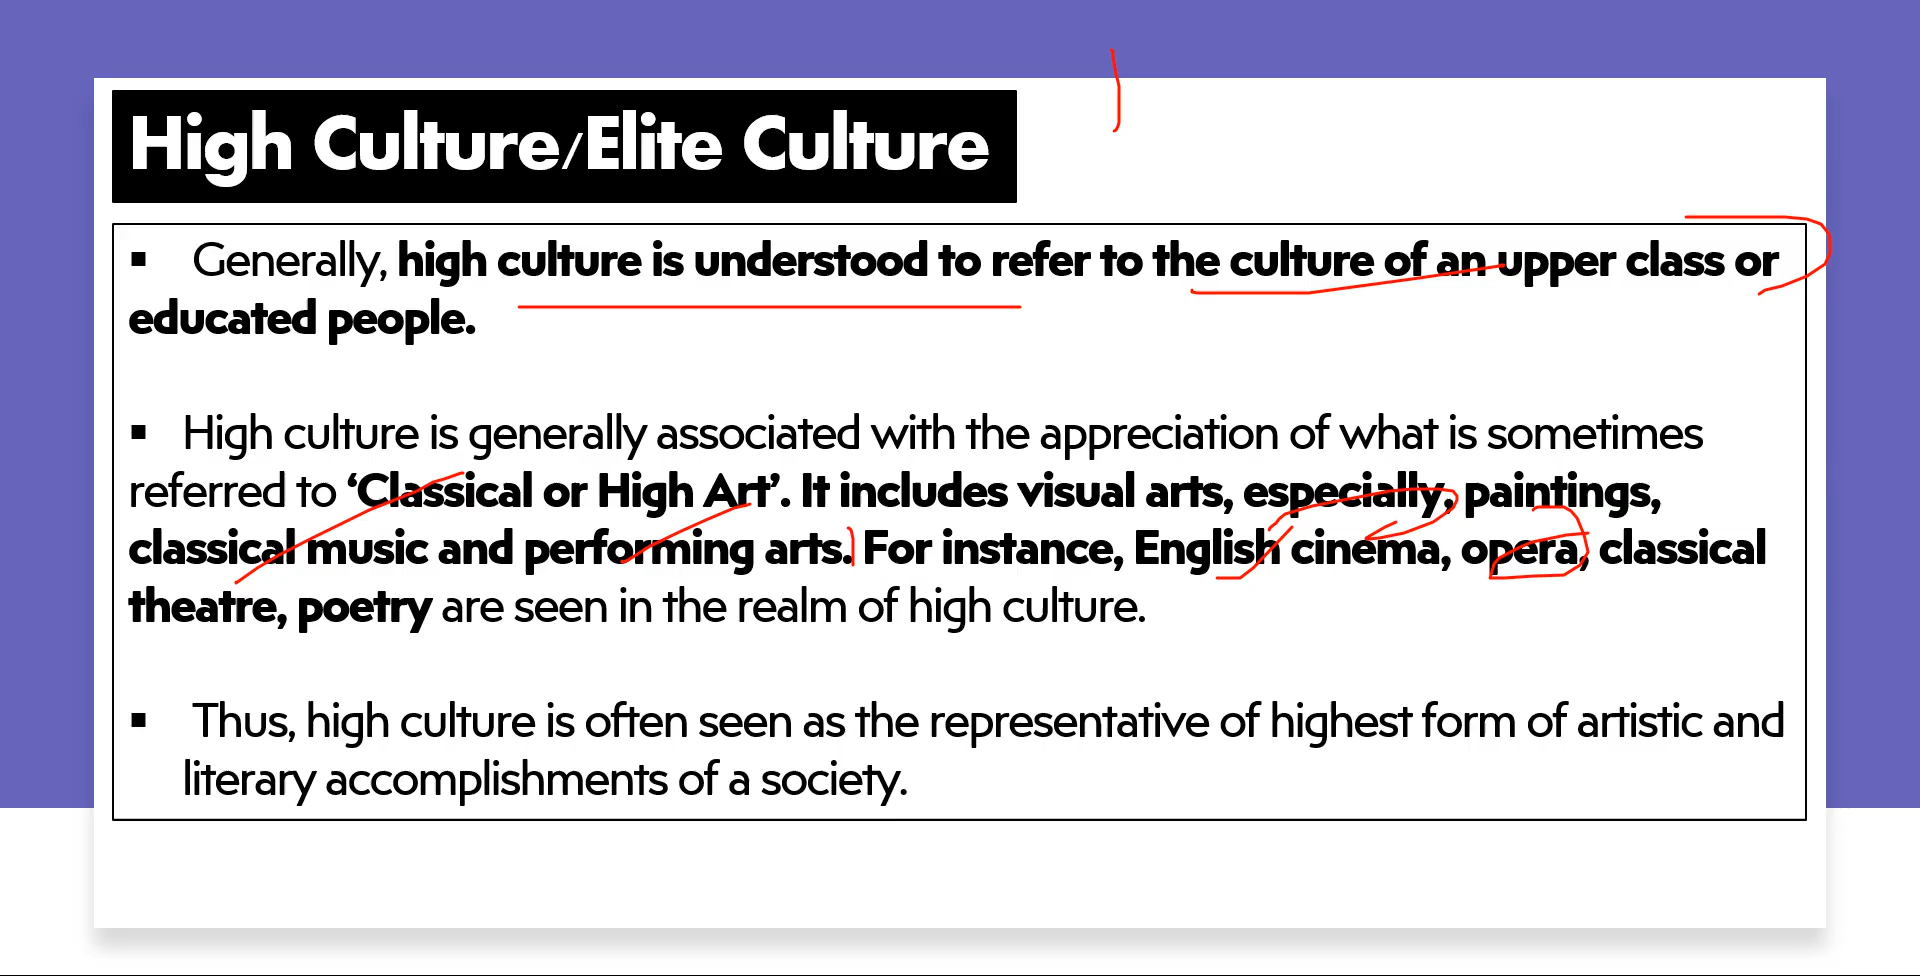 High Culture/Elite Culture
▪ Generally, high culture is understood to refer to the culture of an upper class or
educated people.
▪ High culture is generally associated with the appreciation of what is sometimes
referred to ‘Classical or High Art’. It includes visual arts, especially, paintings,
classical music and performing arts. For instance, English cinema, opera, classical
theatre, poetry are seen in the realm of high culture.
▪ Thus, high culture is often seen as the representative of highest form of artistic and
literary accomplishments of a society.